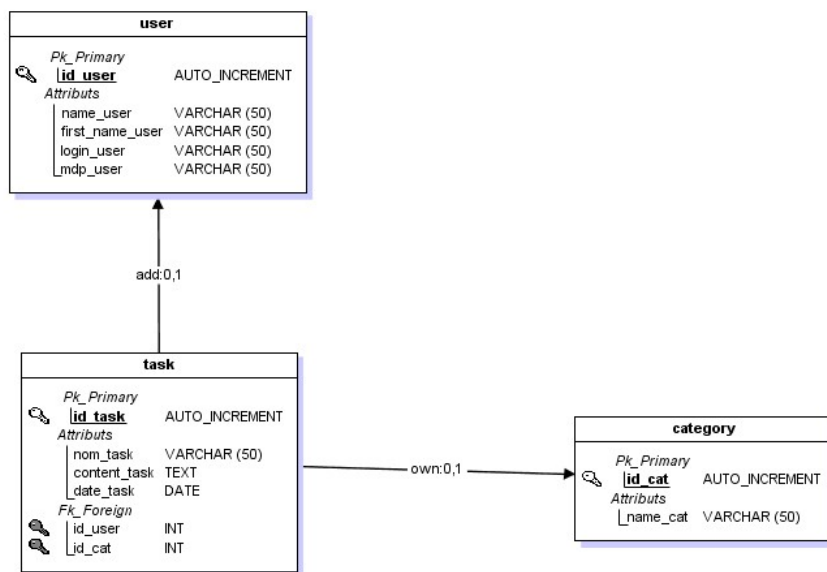 user
Pk_Primary
id_user AUTO_INCREMENT
Attributs
name_user VARCHAR (50)
first_name_user VARCHAR (50)
login_user VARCHAR (50)
mdp_user VARCHAR (50)
add:0,1
task
Pk_Primary
id_task AUTO_INCREMENT
Attributs
nom_task VARCHAR (50)
content_task TEXT
date_task DATE
Fk_Foreign
id_user INT
id_cat INT
own:0,1
category
Pk_Primary
id_cat AUTO_INCREMENT
Attributs
name_cat VARCHAR (50)